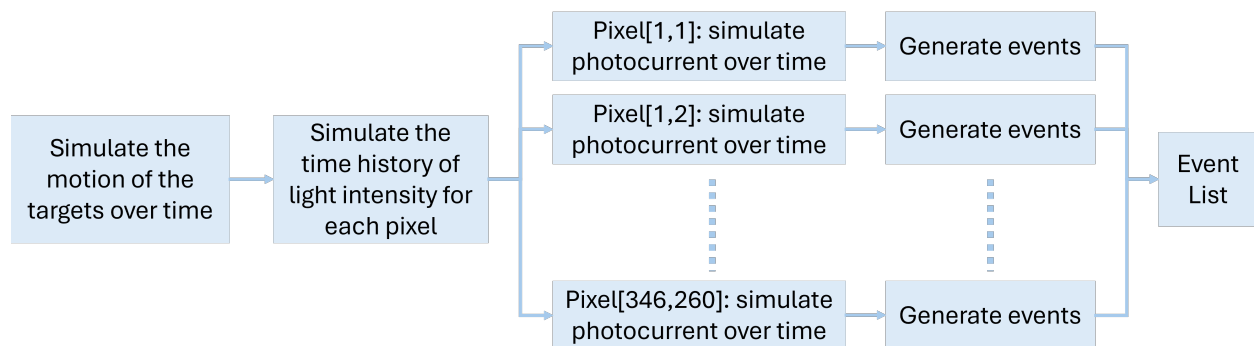 Simulate the
motion of the
targets over time
Simulate the
time history of
light intensity for
each pixel
Pixel[1,1]: simulate
photocurrent over time
Generate events
Pixel[1,2]: simulate
photocurrent over time
Generate events
Pixel[346,260]: simulate
photocurrent over time
Generate events
Event
List